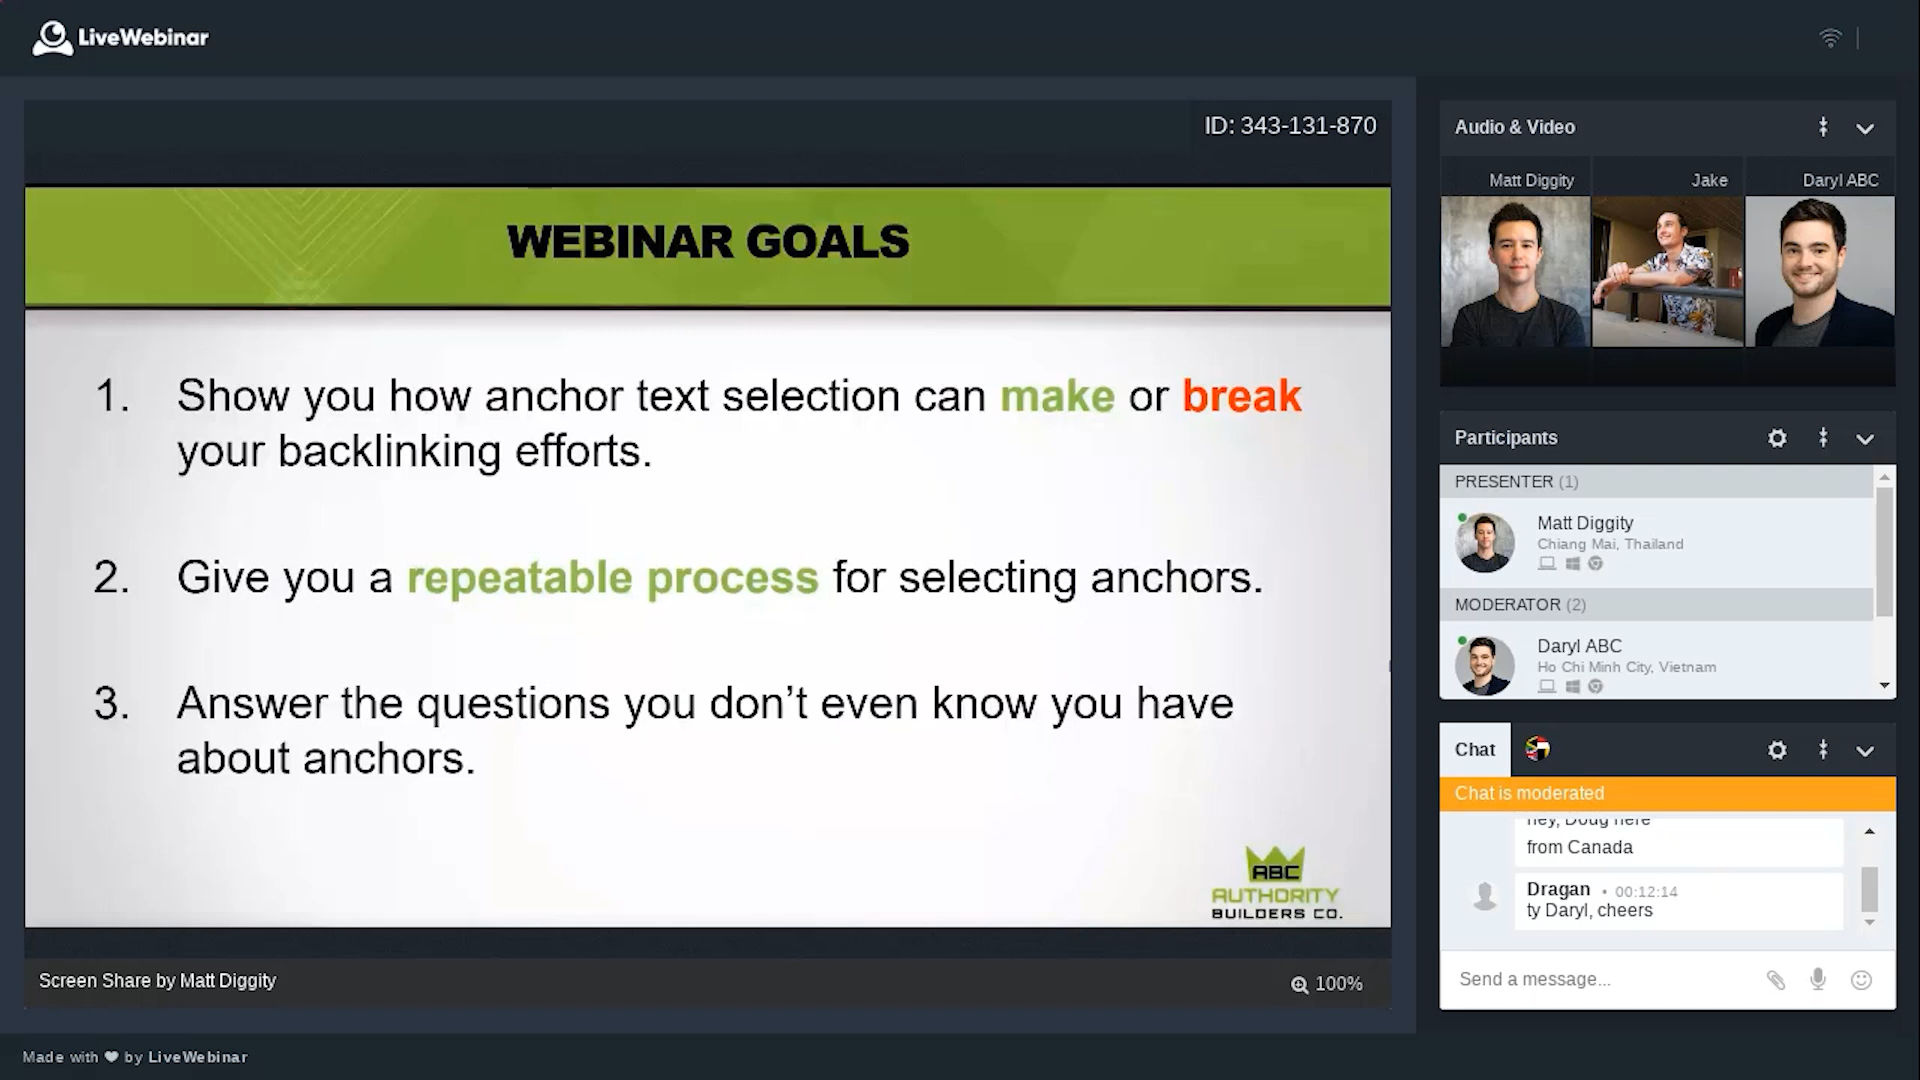 LiveWebinar
ID: 343-131-870
WEBINAR GOALS
1. Show you how anchor text selection can make or break
your backlinking efforts.
2. Give you a repeatable process for selecting anchors.
3. Answer the questions you don’t even know you have
about anchors.
ABC
AUTHORITY
BUILDERS CO.
Screen Share by Matt Diggity
100%
Audio & Video
Matt Diggity
Jake
Daryl ABC
Participants
PRESENTER (1)
Matt Diggity
Chiang Mai, Thailand
MODERATOR (2)
Daryl ABC
Ho Chi Minh City, Vietnam
Chat
Chat is moderated
hey, Doug here
from Canada
Dragan • 00:12:14
ty Daryl, cheers
Send a message...
Made with ❤ by LiveWebinar